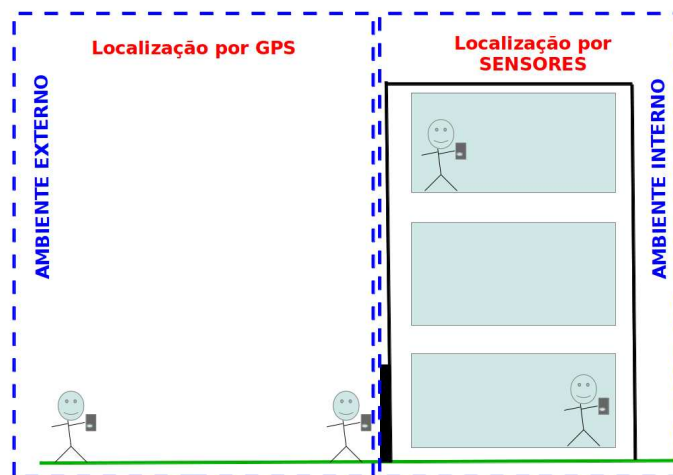 Localização por GPS
AMBIENTE EXTERNO
Localização por
SENSORES
AMBIENTE INTERNO